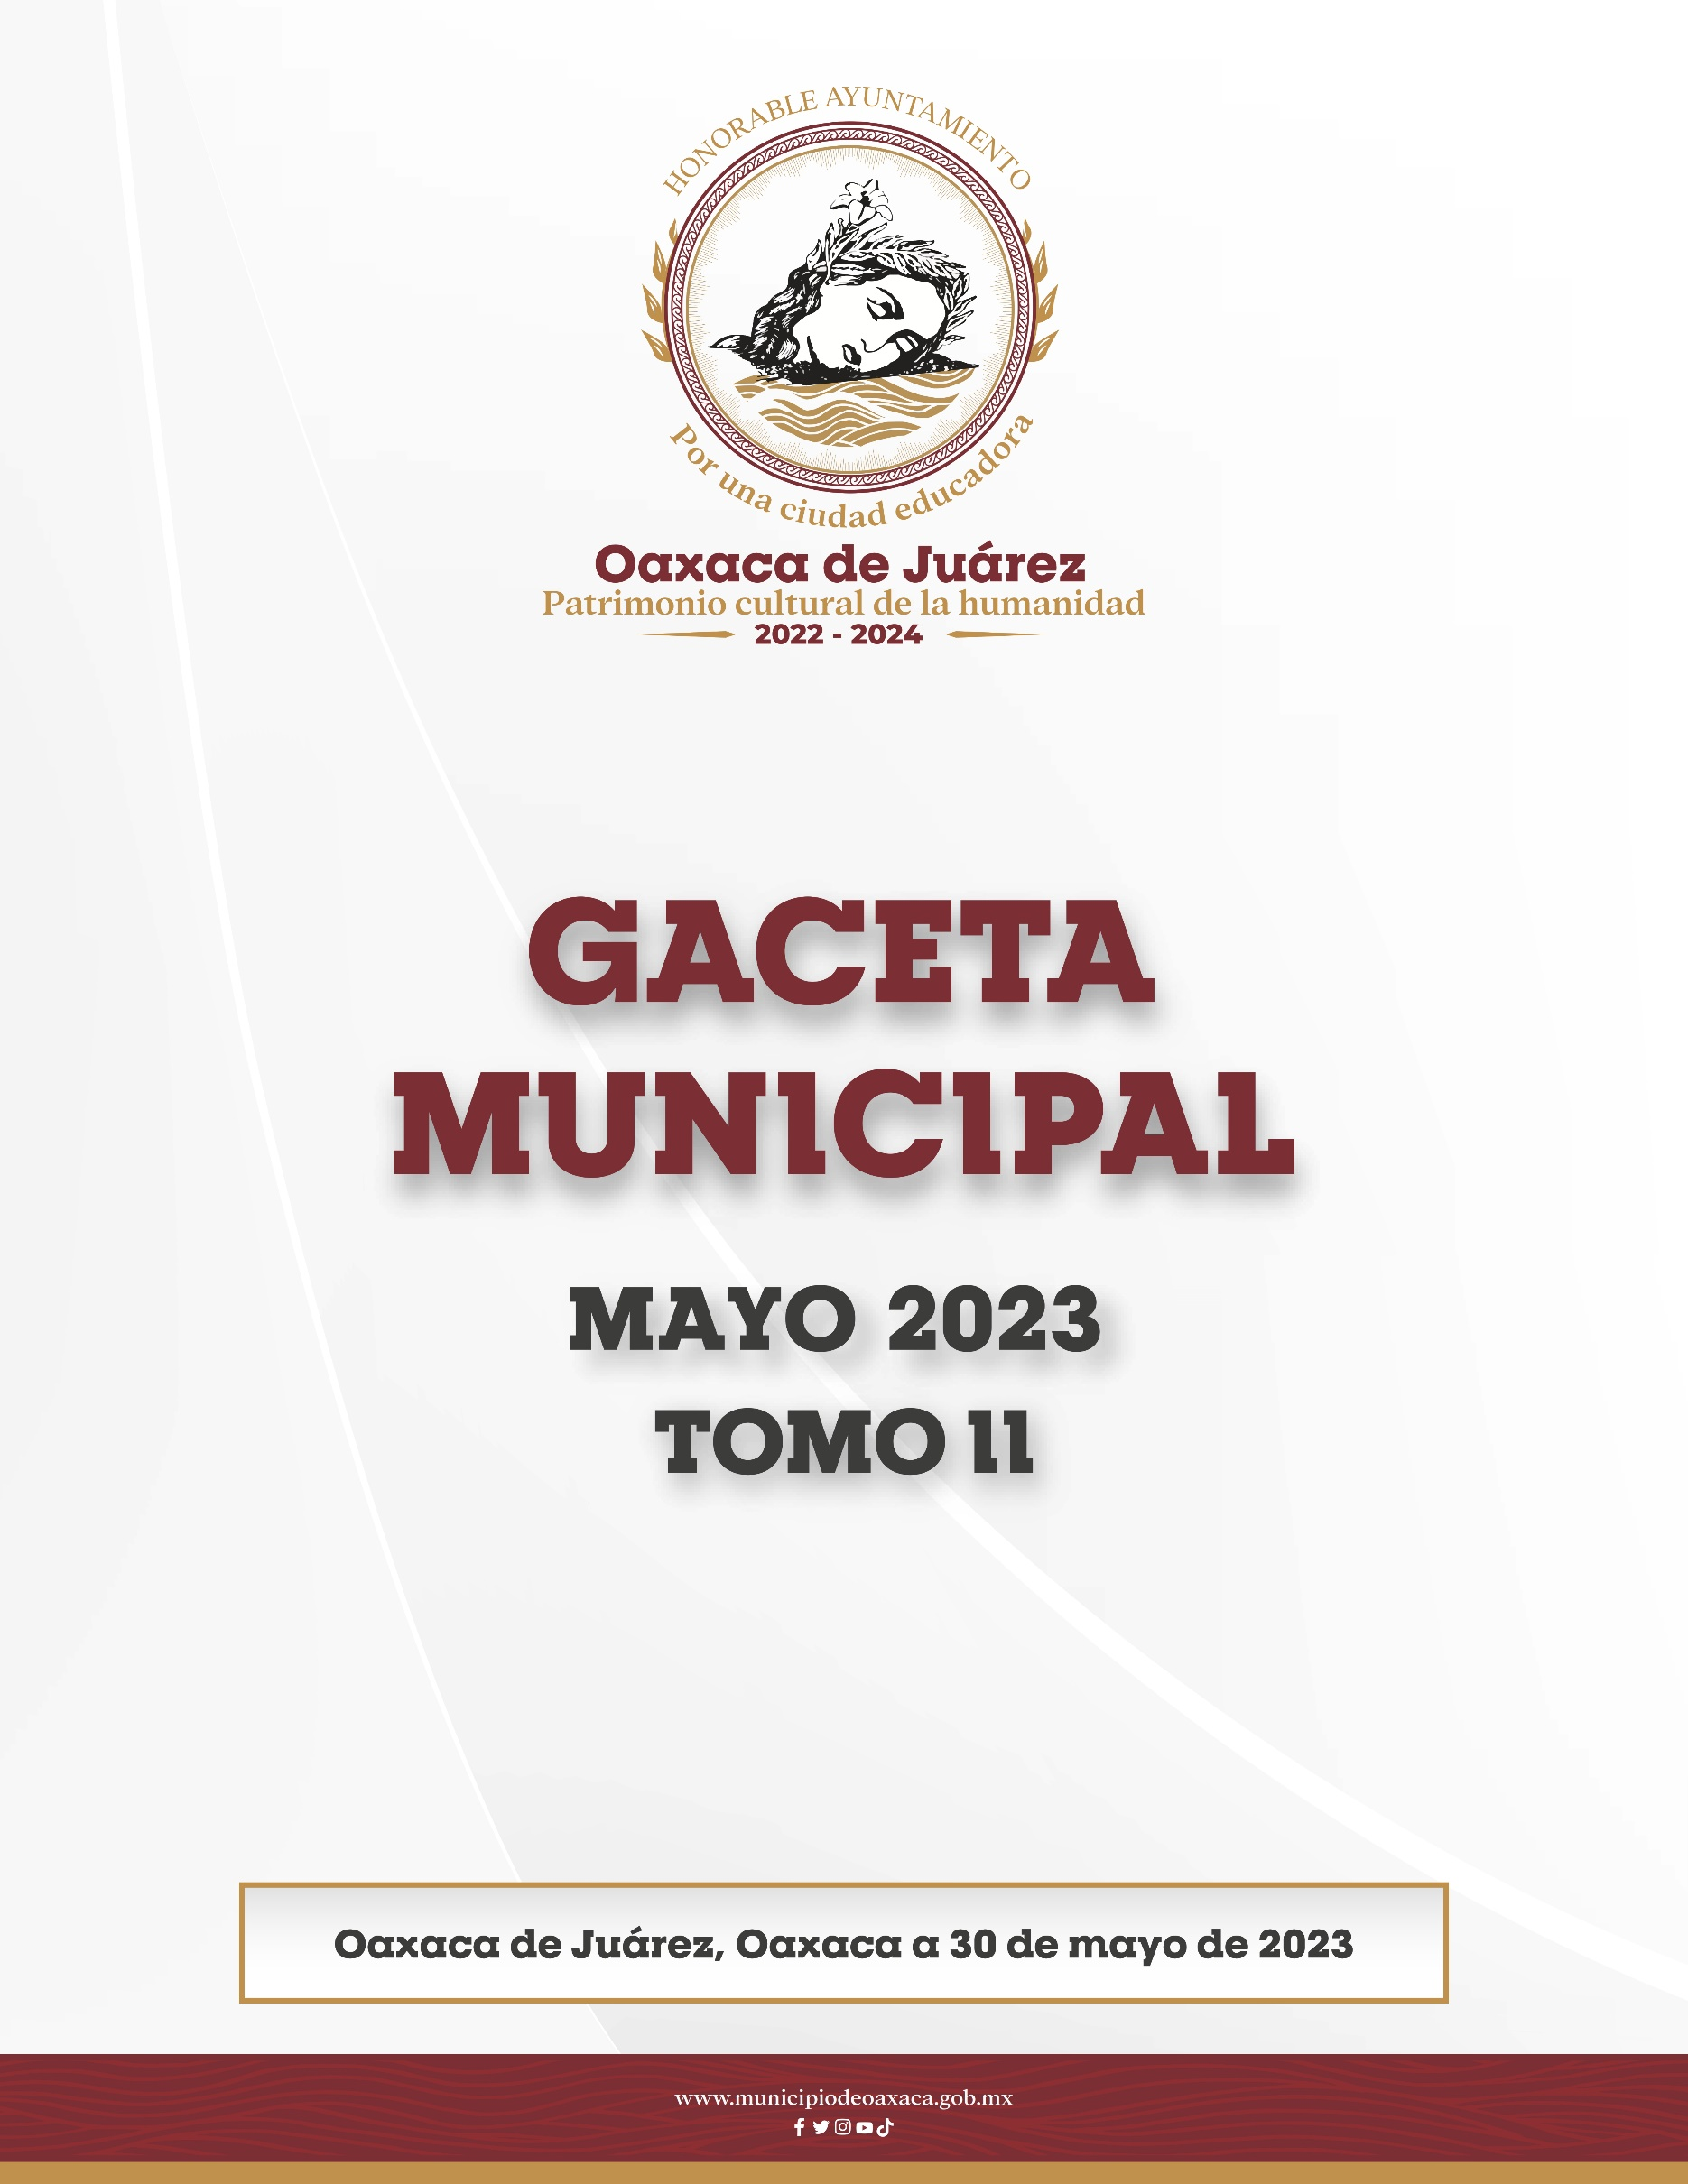 HONORABLE AYUNTAMIENTO
Por una ciudad educadora
Oaxaca de Juárez
Patrimonio cultural de la humanidad
2022 - 2024
GACETA
MUNICIPAL
MAYO 2023
TOMO II
Oaxaca de Juárez, Oaxaca a 30 de mayo de 2023
www.municipiodeoaxaca.gob.mx